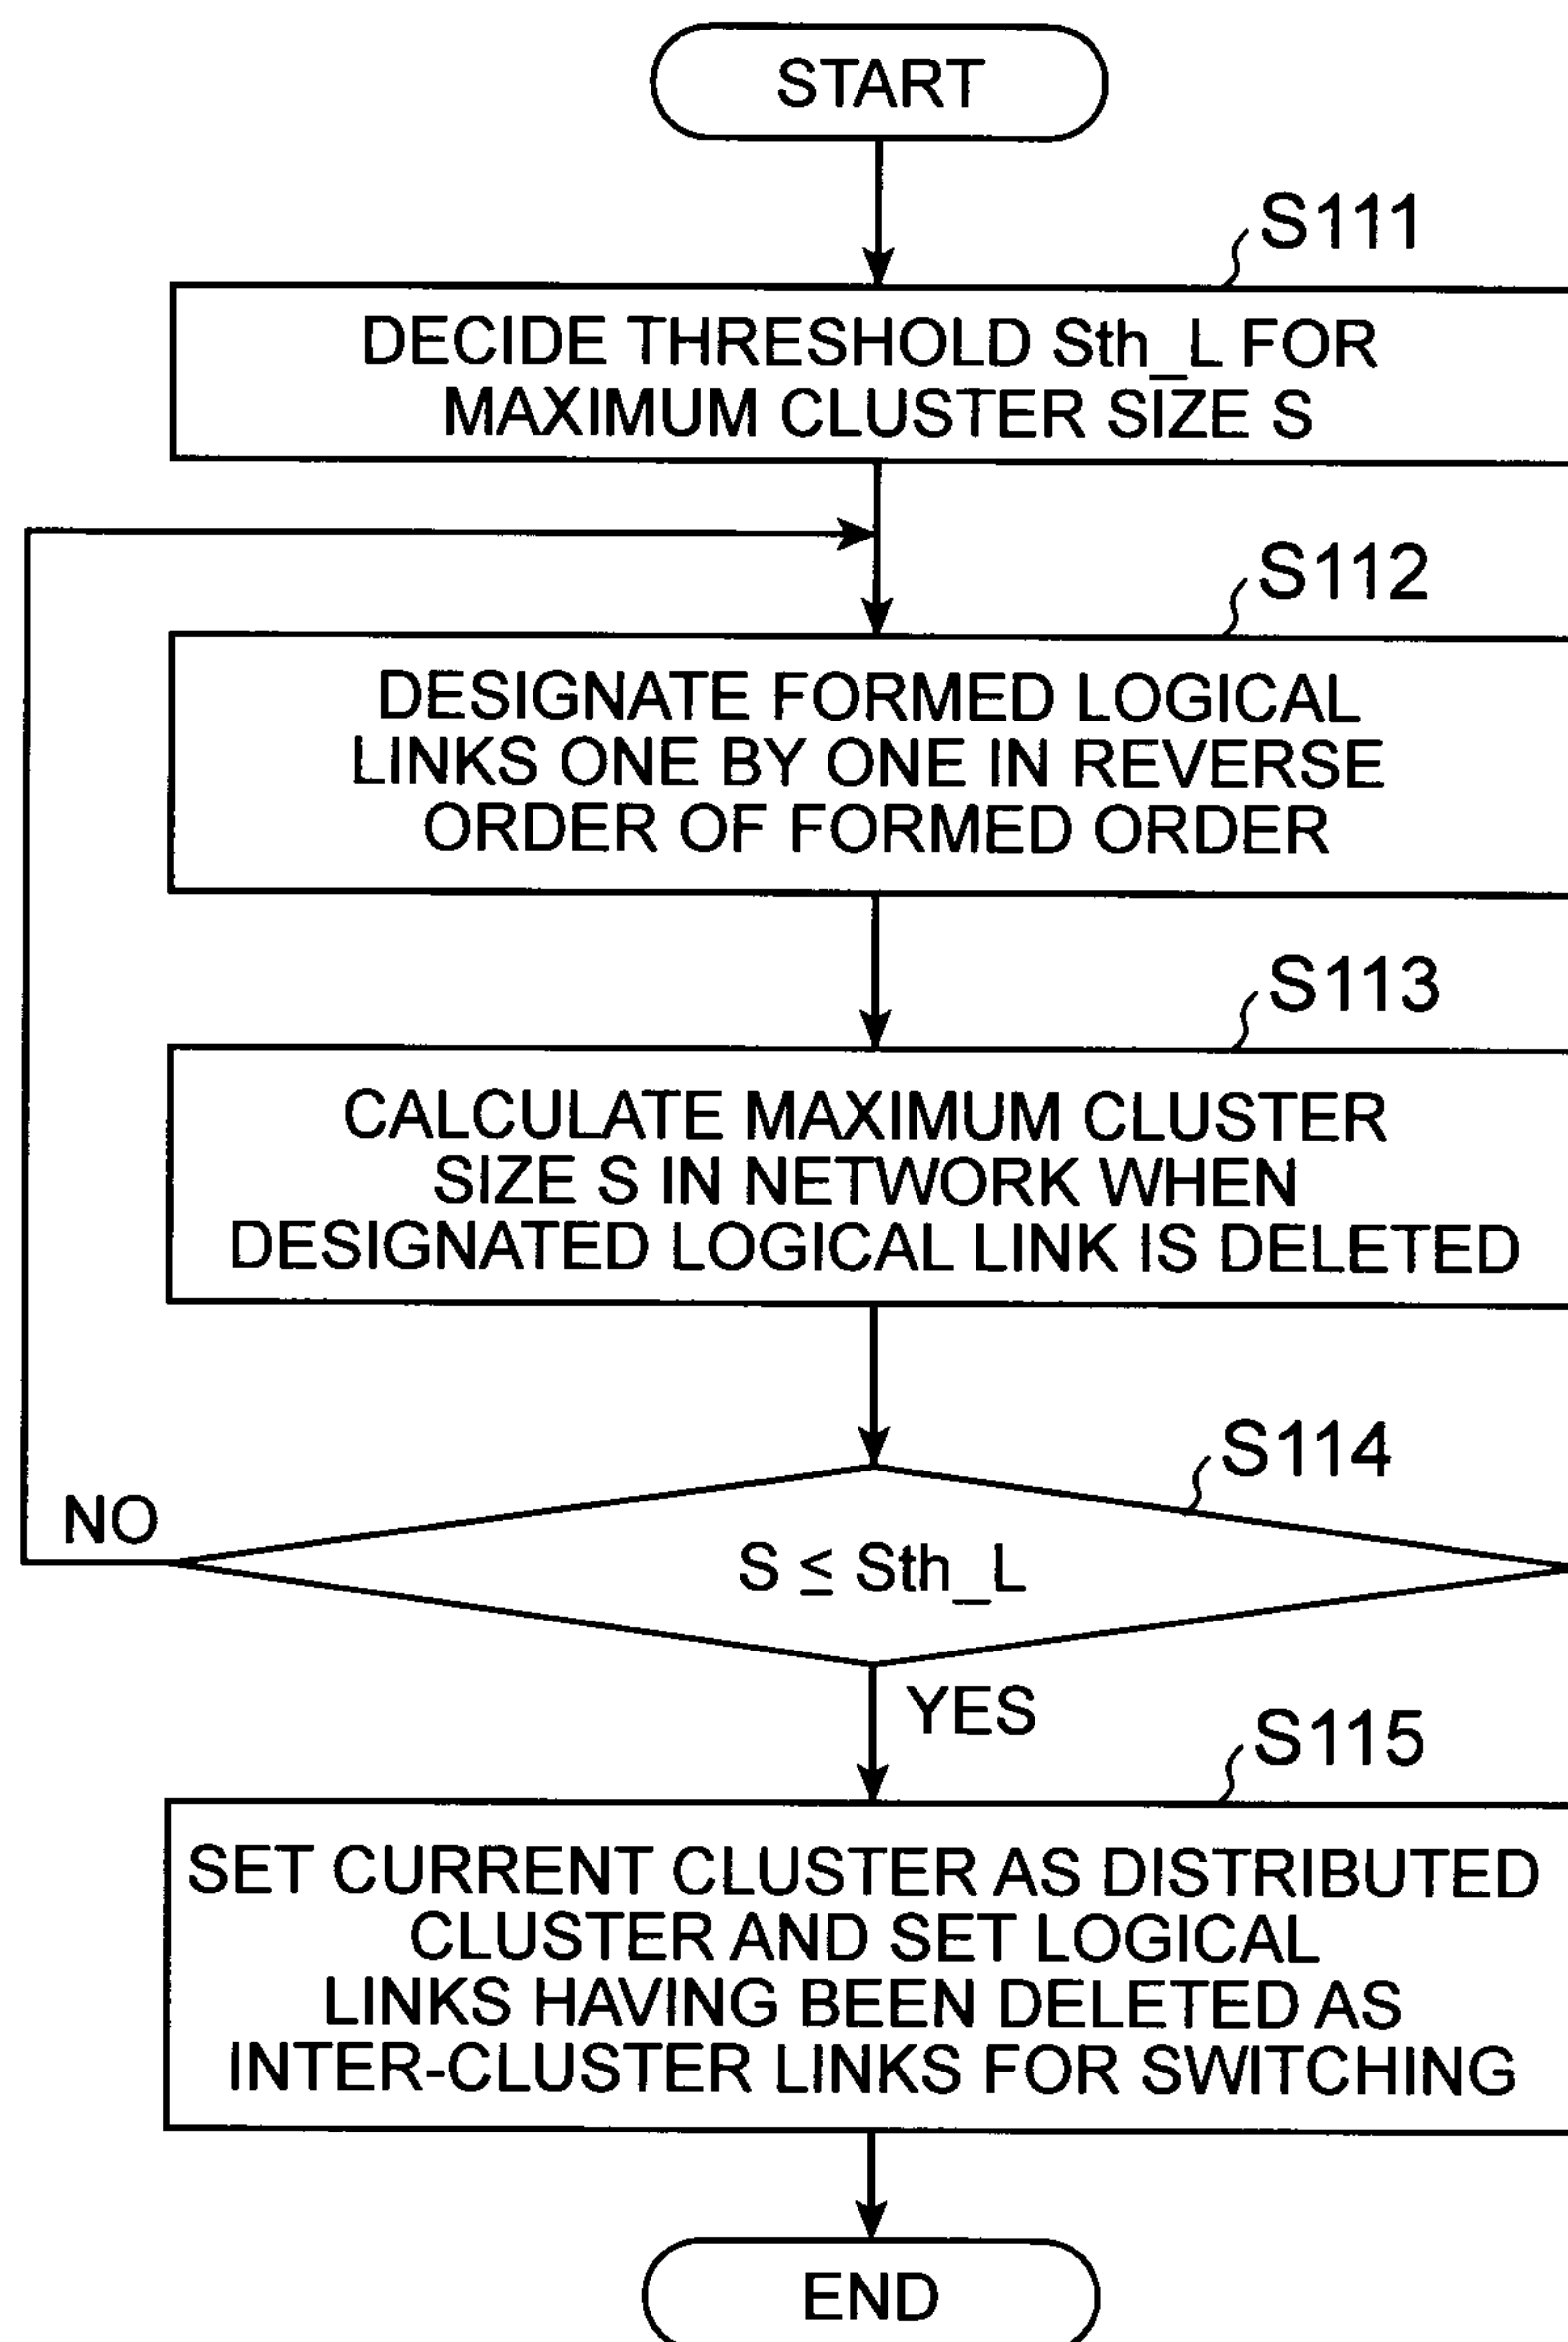 START
S111
DECIDE THRESHOLD Sth_L FOR
MAXIMUM CLUSTER SIZE S
S112
DESIGNATE FORMED LOGICAL
LINKS ONE BY ONE IN REVERSE
ORDER OF FORMED ORDER
S113
CALCULATE MAXIMUM CLUSTER
SIZE S IN NETWORK WHEN
DESIGNATED LOGICAL LINK IS DELETED
S114
NO
S ≤ Sth_L
YES
S115
SET CURRENT CLUSTER AS DISTRIBUTED
CLUSTER AND SET LOGICAL
LINKS HAVING BEEN DELETED AS
INTER-CLUSTER LINKS FOR SWITCHING
END